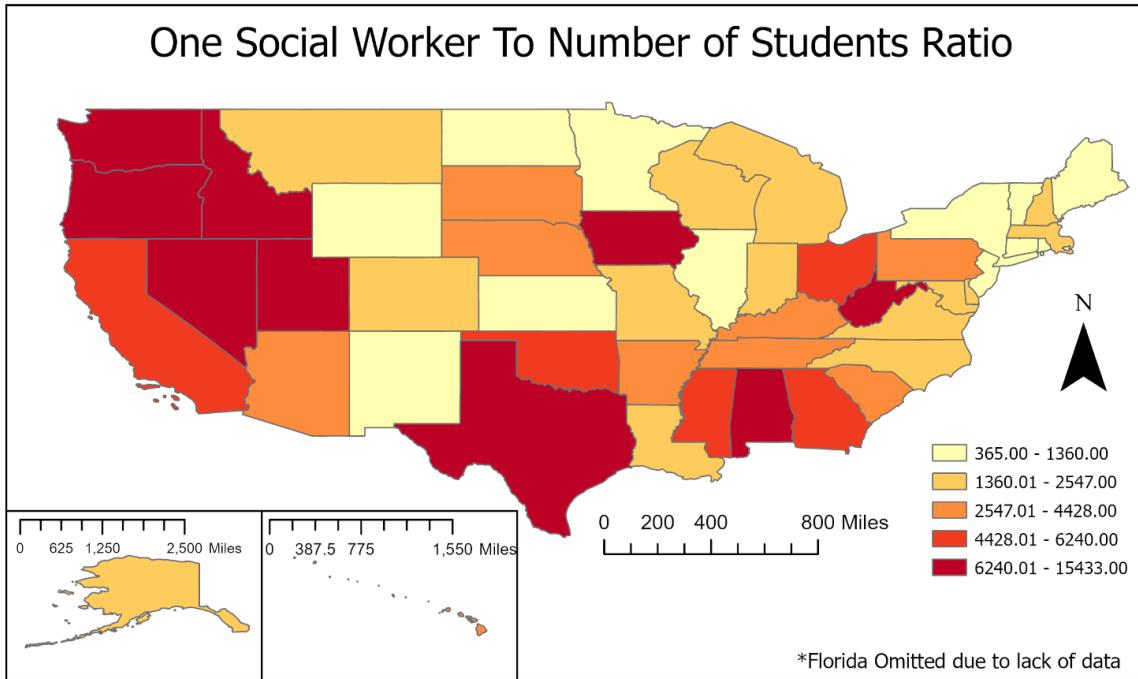 One Social Worker To Number of Students Ratio
N
365.00 - 1360.00
1360.01 - 2547.00
2547.01 - 4428.00
4428.01 - 6240.00
6240.01 - 15433.00
0 200 400 800 Miles
0 625 1,250 2,500 Miles
0 387.5 775 1,550 Miles
*Florida Omitted due to lack of data